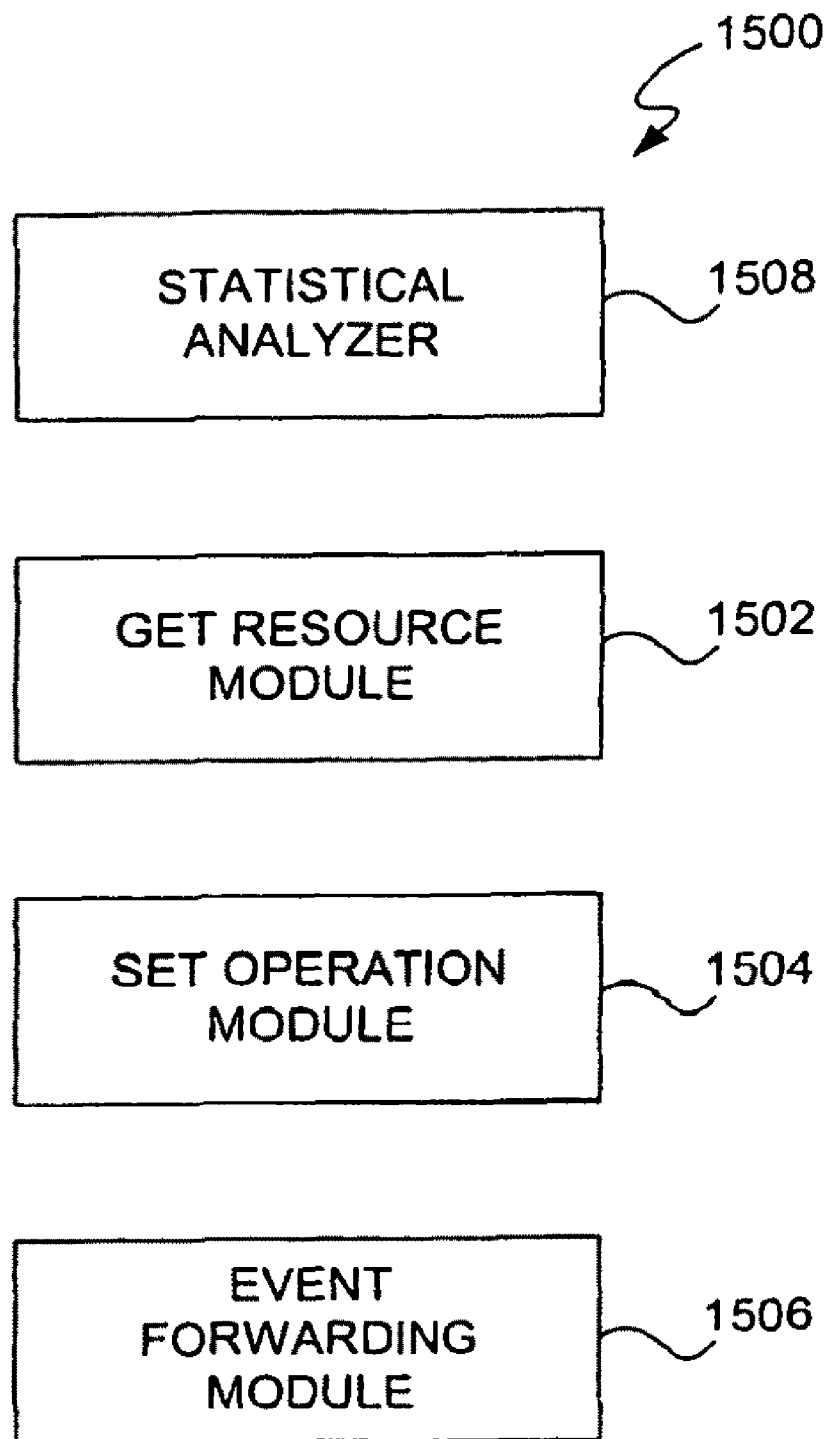 1500
STATISTICAL
ANALYZER
1508
GET RESOURCE
MODULE
1502
SET OPERATION
MODULE
1504
EVENT
FORWARDING
MODULE
1506